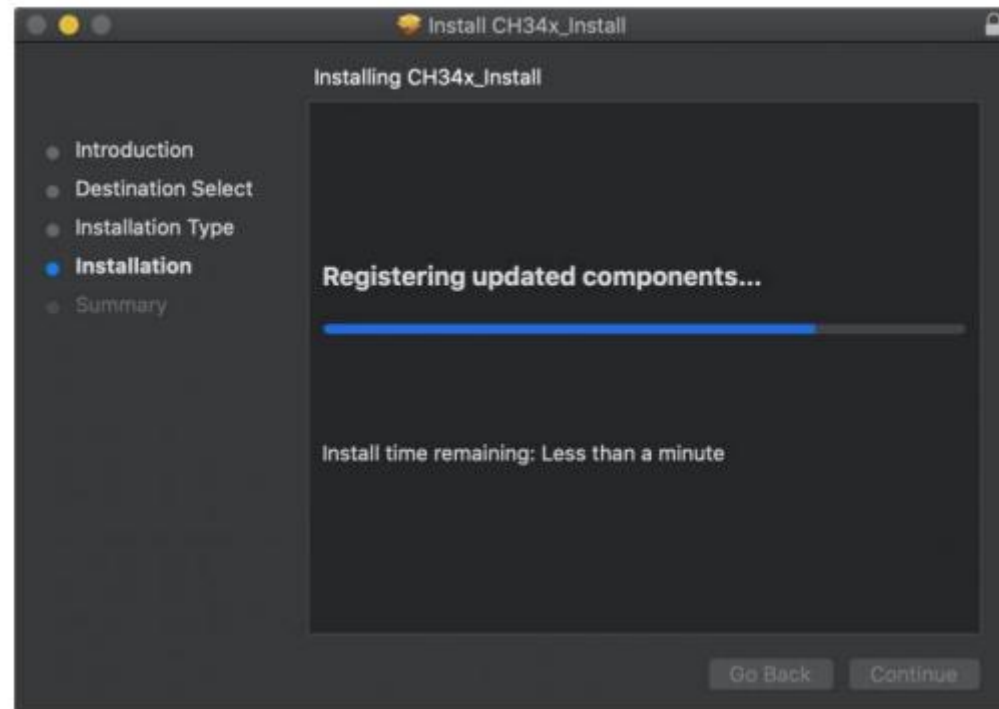 Install CH34x_Install
Installing CH34x_Install
Introduction
Destination Select
Installation Type
Installation
Summary
Registering updated components...
Install time remaining: Less than a minute
Go Back
Continue